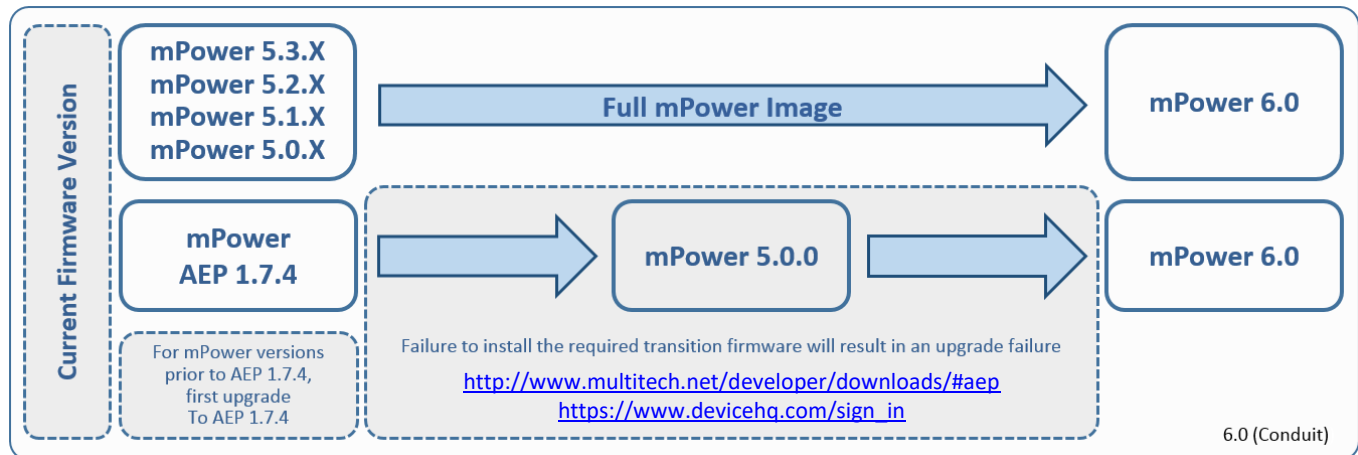 Current Firmware Version
mPower 5.3.X
mPower 5.2.X
mPower 5.1.X
mPower 5.0.X
Full mPower Image
mPower 6.0
mPower
AEP 1.7.4
mPower 5.0.0
mPower 6.0
For mPower versions
prior to AEP 1.7.4,
first upgrade
To AEP 1.7.4
Failure to install the required transition firmware will result in an upgrade failure
http://www.multitech.net/developer/downloads/#aep
https://www.devicehq.com/sign_in
6.0 (Conduit)